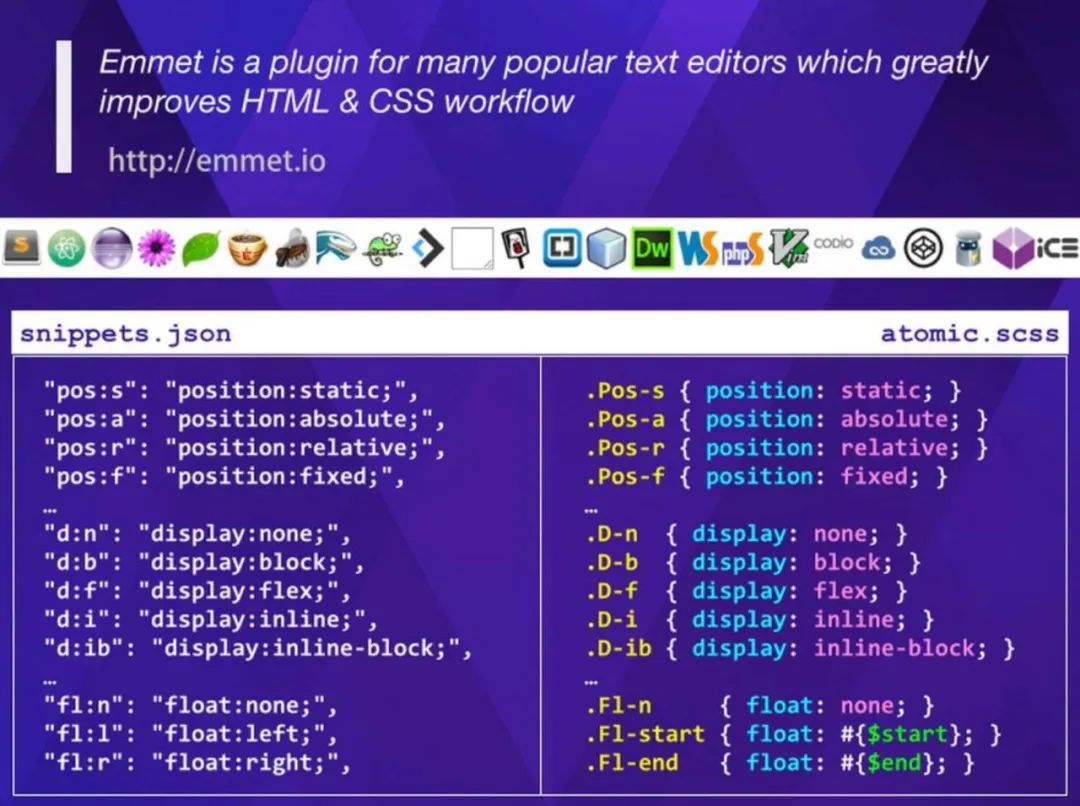 Emmet is a plugin for many popular text editors which greatly
improves HTML & CSS workflow
http://emmet.io
S Dw WS phpS Vim CODIO iCE
snippets.json
"pos:s": "position:static;",
"pos:a": "position:absolute;",
"pos:r": "position:relative;",
"pos:f": "position:fixed;",
…
"d:n": "display:none;",
"d:b": "display:block;",
"d:f": "display:flex;",
"d:i": "display:inline;",
"d:ib": "display:inline-block;",
…
"fl:n": "float:none;",
"fl:l": "float:left;",
"fl:r": "float:right;",
atomic.scss
.Pos-s { position: static; }
.Pos-a { position: absolute; }
.Pos-r { position: relative; }
.Pos-f { position: fixed; }
…
.D-n { display: none; }
.D-b { display: block; }
.D-f { display: flex; }
.D-i { display: inline; }
.D-ib { display: inline-block; }
…
.Fl-n { float: none; }
.Fl-start { float: #{$start}; }
.Fl-end { float: #{$end}; }